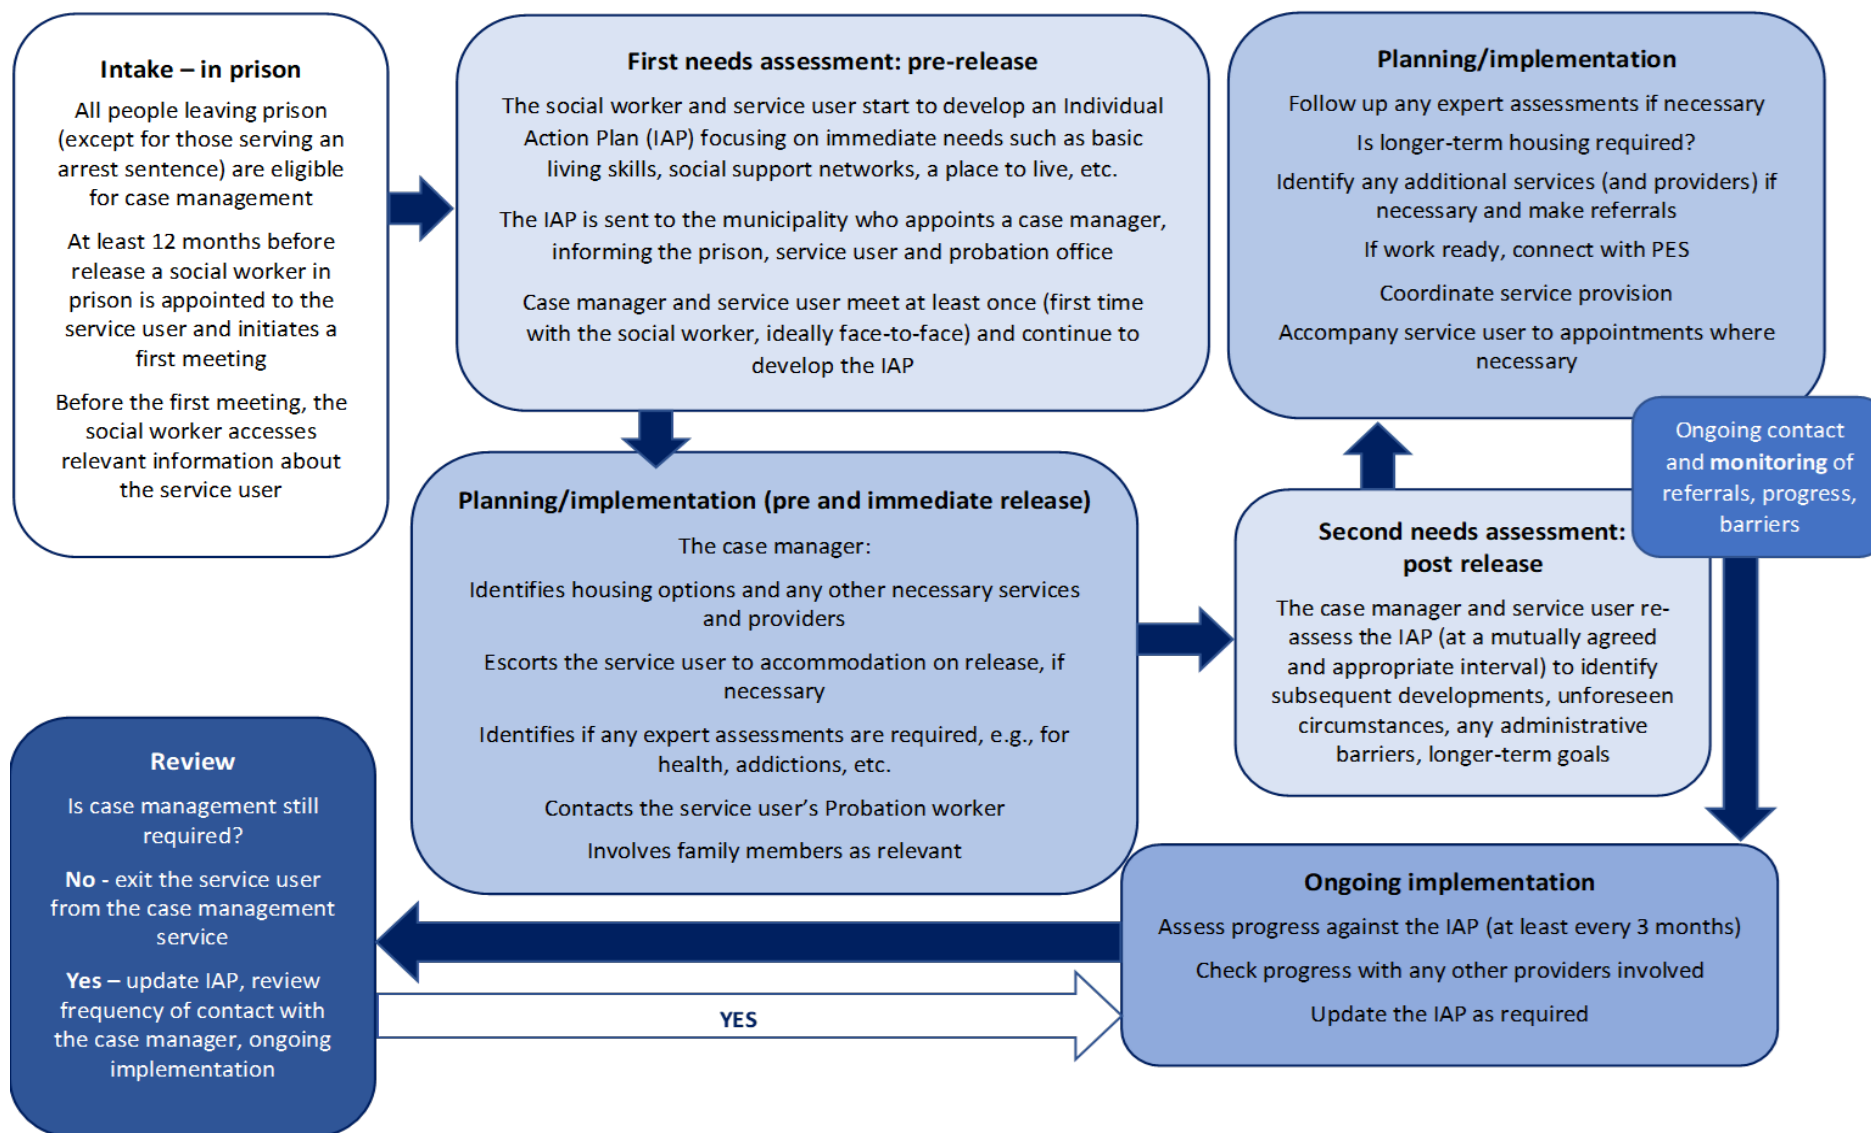 Intake – in prison
All people leaving prison
(except for those serving an
arrest sentence) are eligible
for case management
At least 12 months before
release a social worker in
prison is appointed to the
service user and initiates a
first meeting
Before the first meeting, the
social worker accesses
relevant information about
the service user
First needs assessment: pre-release
The social worker and service user start to develop an Individual
Action Plan (IAP) focusing on immediate needs such as basic
living skills, social support networks, a place to live, etc.
The IAP is sent to the municipality who appoints a case manager,
informing the prison, service user and probation office
Case manager and service user meet at least once (first time
with the social worker, ideally face-to-face) and continue to
develop the IAP
Planning/implementation (pre and immediate release)
The case manager:
Identifies housing options and any other necessary services
and providers
Escorts the service user to accommodation on release, if
necessary
Identifies if any expert assessments are required, e.g., for
health, addictions, etc.
Contacts the service user’s Probation worker
Involves family members as relevant
Second needs assessment:
post release
The case manager and service user re-
assess the IAP (at a mutually agreed
and appropriate interval) to identify
subsequent developments, unforeseen
circumstances, any administrative
barriers, longer-term goals
Planning/implementation
Follow up any expert assessments if necessary
Is longer-term housing required?
Identify any additional services (and providers) if
necessary and make referrals
If work ready, connect with PES
Coordinate service provision
Accompany service user to appointments where
necessary
Ongoing contact
and monitoring of
referrals, progress,
barriers
Ongoing implementation
Assess progress against the IAP (at least every 3 months)
Check progress with any other providers involved
Update the IAP as required
Review
Is case management still
required?
No - exit the service user
from the case management
service
Yes – update IAP, review
frequency of contact with
the case manager, ongoing
implementation
YES